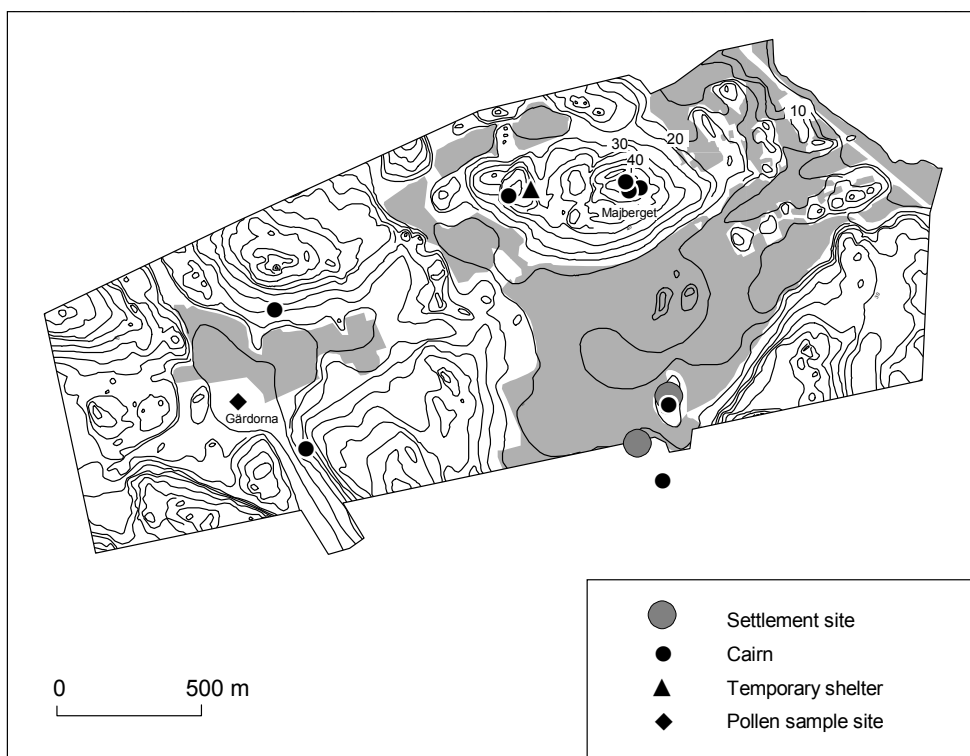 10
20
30
40
Majberget
Gärdorna
0 500 m
Settlement site
Cairn
Temporary shelter
Pollen sample site